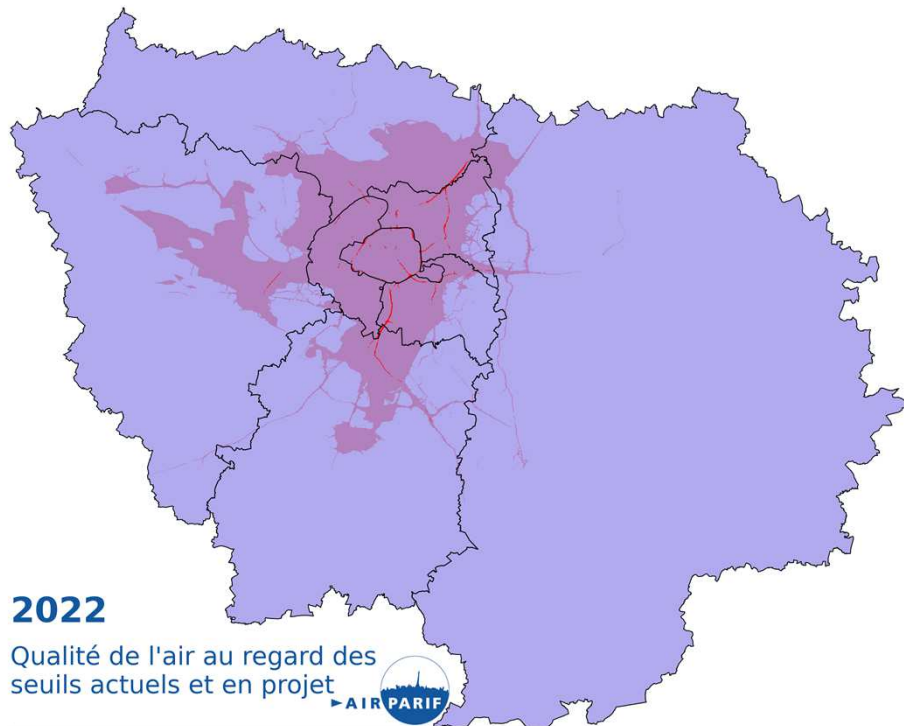 2022
Qualité de l'air au regard des
seuils actuels et en projet
AIRPARIF